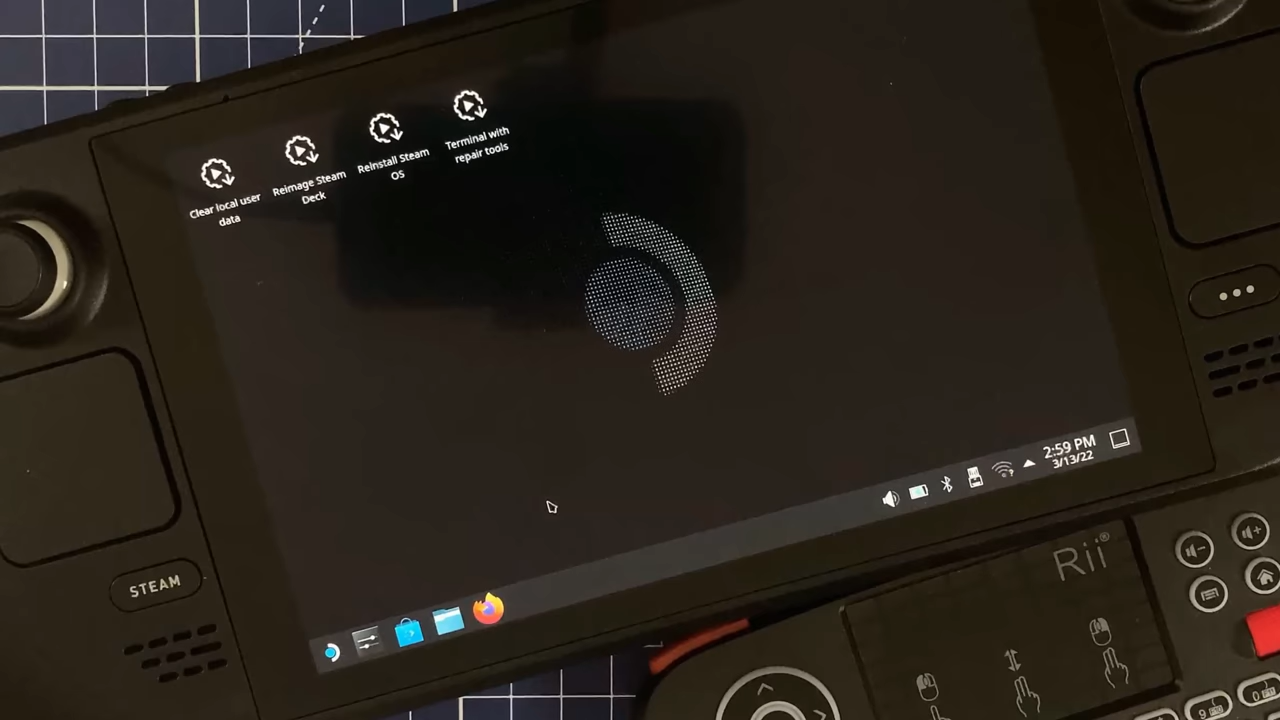 Clear local user
data
Reimage Steam
Deck
Reinstall Steam
OS
Terminal with
repair tools
2:59 PM
3/13/22
STEAM
Rii®